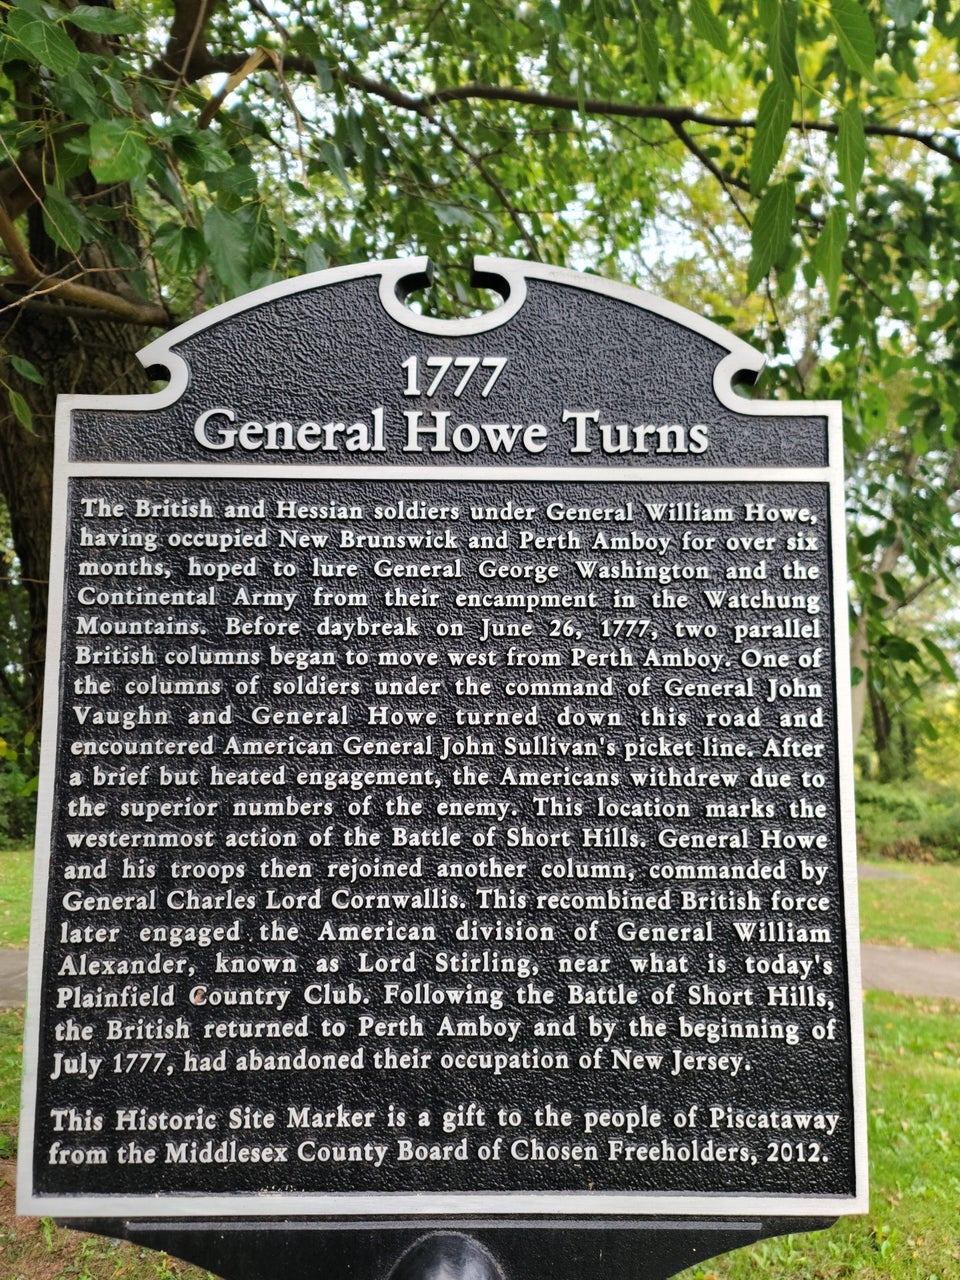 1777
General Howe Turns
The British and Hessian soldiers under General William Howe,
having occupied New Brunswick and Perth Amboy for over six
months, hoped to lure General George Washington and the
Continental Army from their encampment in the Watchung
Mountains. Before daybreak on June 26, 1777, two parallel
British columns began to move west from Perth Amboy. One of
the columns of soldiers under the command of General John
Vaughn and General Howe turned down this road and
encountered American General John Sullivan's picket line. After
a brief but heated engagement, the Americans withdrew due to
the superior numbers of the enemy. This location marks the
westernmost action of the Battle of Short Hills. General Howe
and his troops then rejoined another column, commanded by
General Charles Lord Cornwallis. This recombined British force
later engaged the American division of General William
Alexander, known as Lord Stirling, near what is today's
Plainfield Country Club. Following the Battle of Short Hills,
the British returned to Perth Amboy and by the beginning of
July 1777, had abandoned their occupation of New Jersey.
This Historic Site Marker is a gift to the people of Piscataway
from the Middlesex County Board of Chosen Freeholders, 2012.